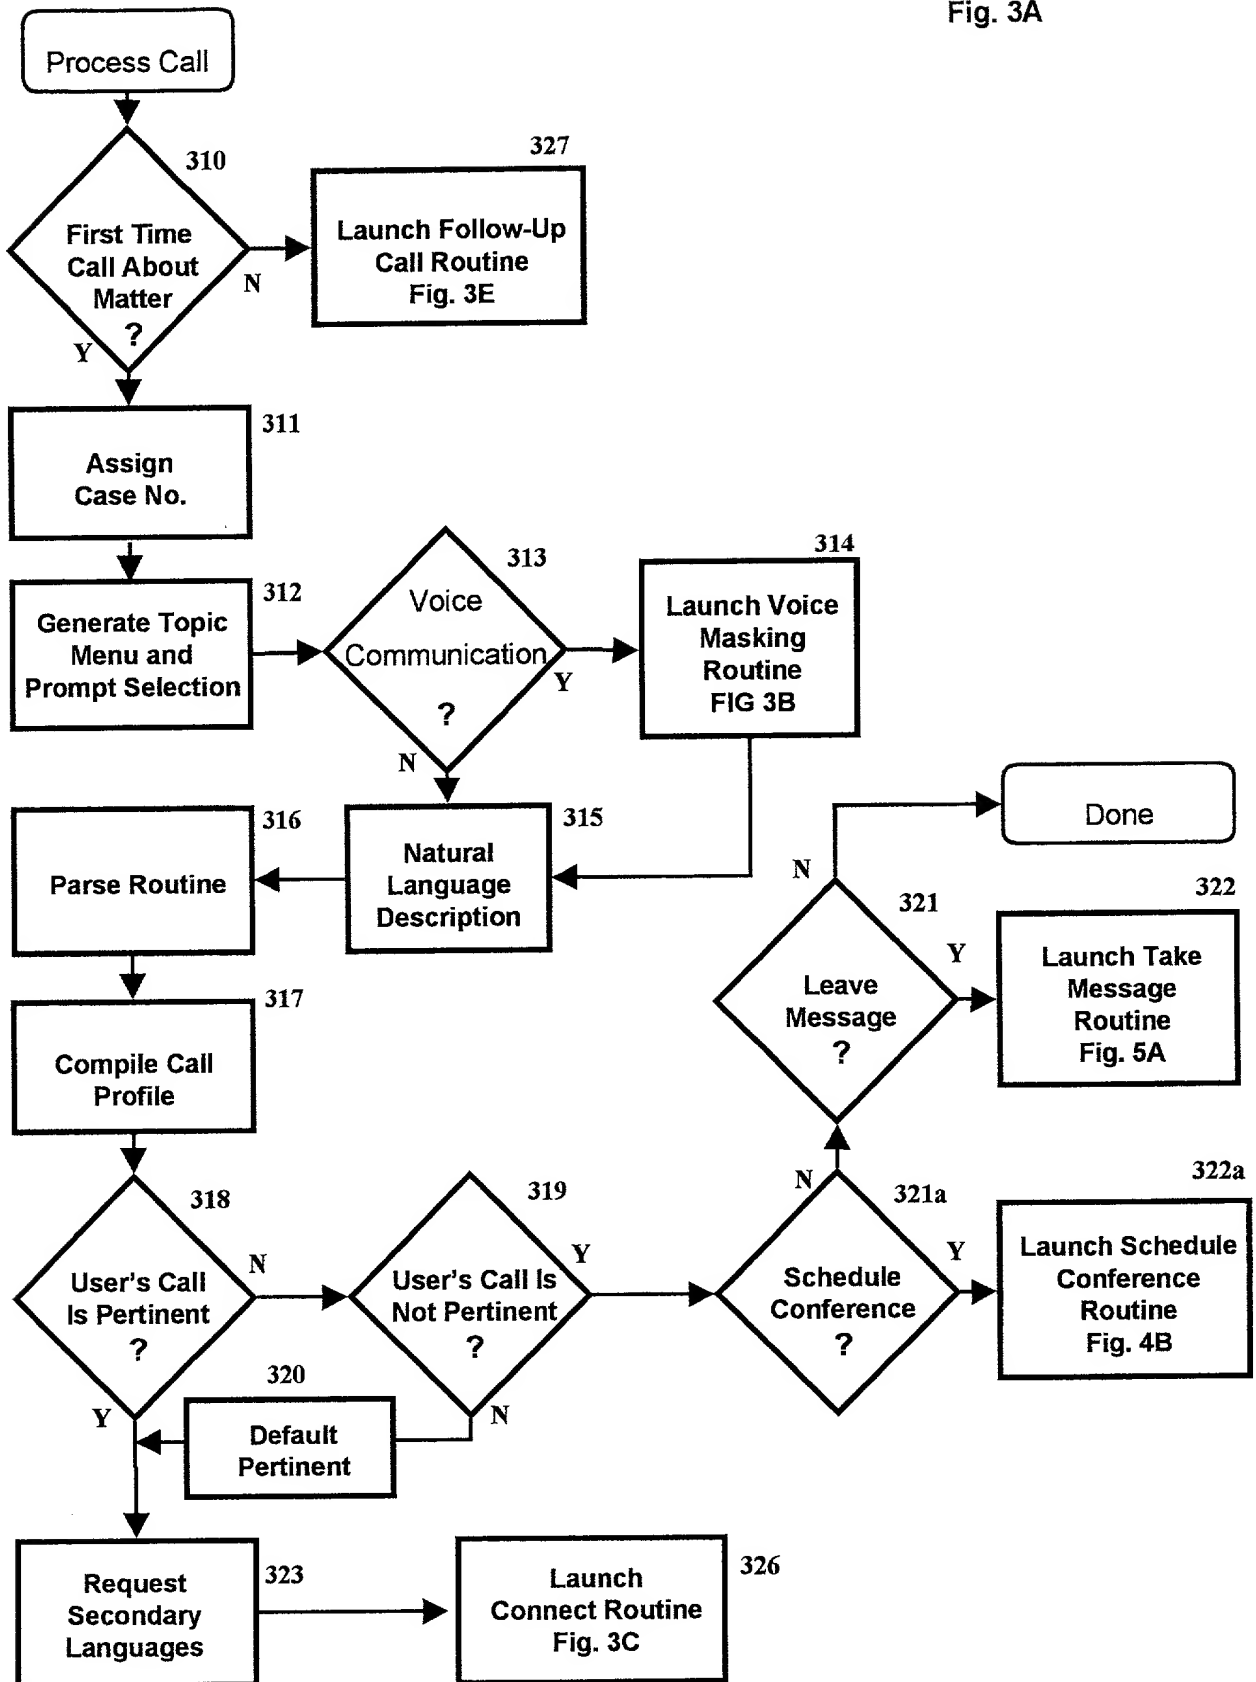 Fig. 3A
Process Call
310
First Time
Call About
Matter
?
Y
N
327
Launch Follow-Up
Call Routine
Fig. 3E
311
Assign
Case No.
312
Generate Topic
Menu and
Prompt Selection
313
Voice
Communication
?
Y
N
314
Launch Voice
Masking
Routine
FIG 3B
315
Natural
Language
Description
316
Parse Routine
317
Compile Call
Profile
318
User's Call
Is Pertinent
?
N
Y
319
User's Call Is
Not Pertinent
?
Y
N
320
Default
Pertinent
321a
Schedule
Conference
?
N
Y
322a
Launch Schedule
Conference
Routine
Fig. 4B
321
Leave
Message
?
N
Y
Done
322
Launch Take
Message
Routine
Fig. 5A
323
Request
Secondary
Languages
326
Launch
Connect Routine
Fig. 3C